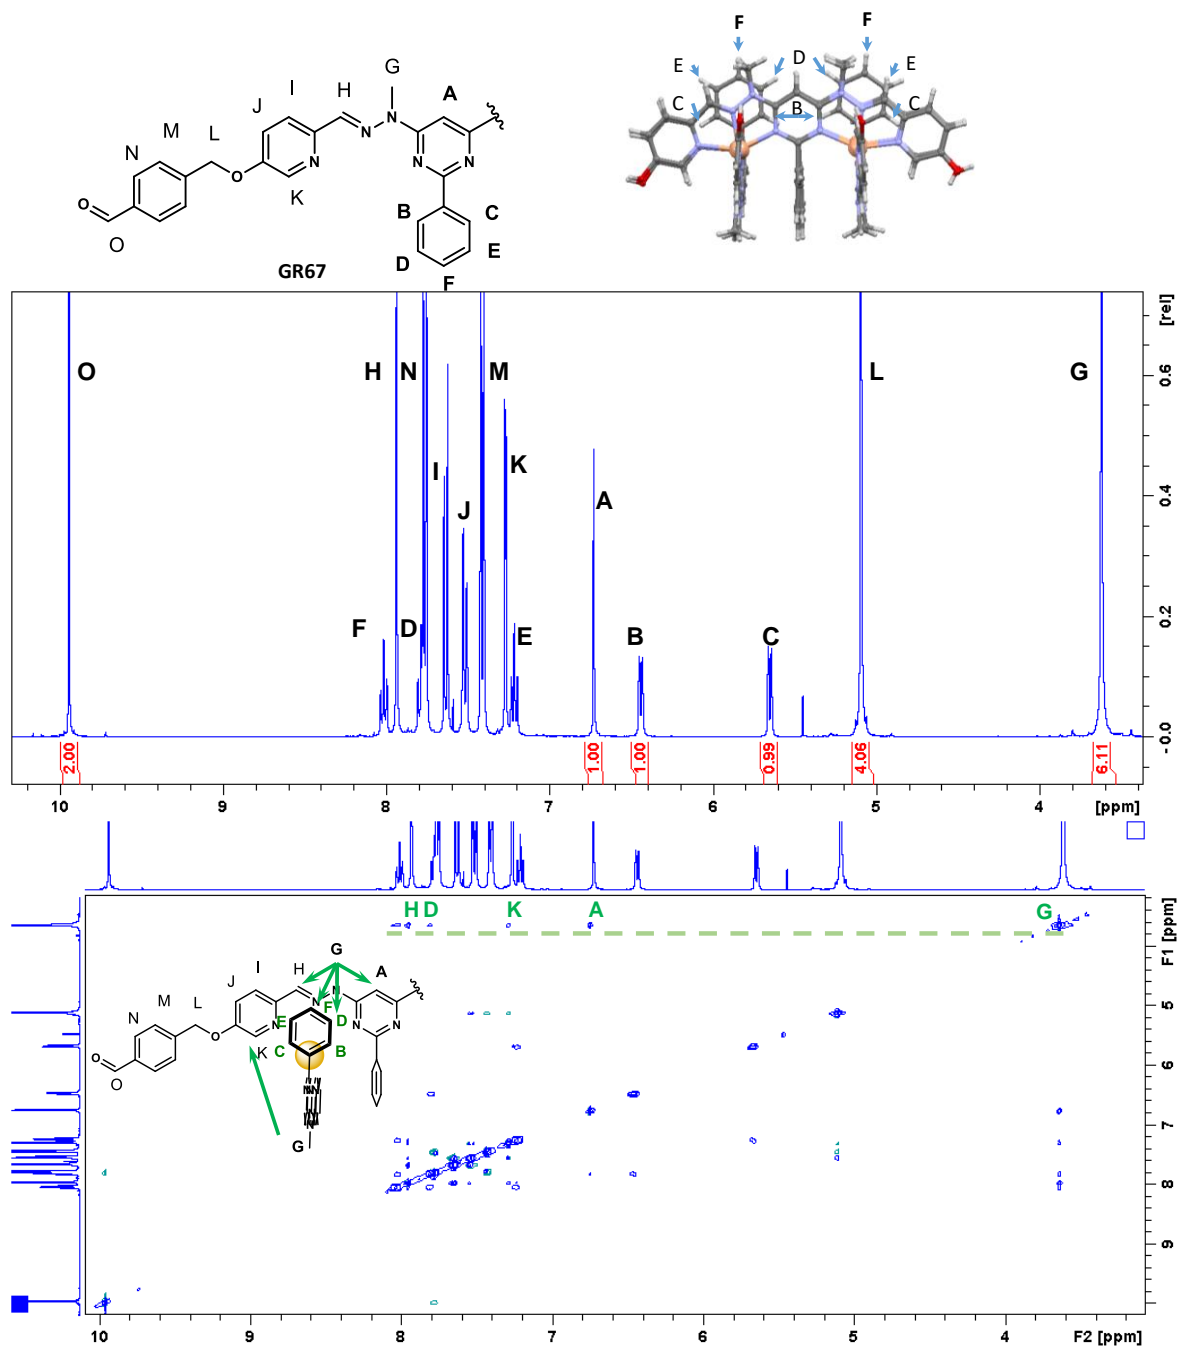 F F
G
E D E
I H A
J
C B C
M L
N
N N
O N N N
K
O B C
O
D E
GR67
F
[rel]
O H N M L G
0.6
K
I
A
J
0.4
F D E B C
0.2
0.0
2.00 1.00 1.00 0.99 4.06 6.11
10 9 8 7 6 5 4 [ppm]
H D K A G
F1 [ppm]
G
I H A
J
M L
N
N N
F
E D
O N N N
K C B
O
O
G
5
6
7
8
9
10 9 8 7 6 5 4 F2 [ppm]